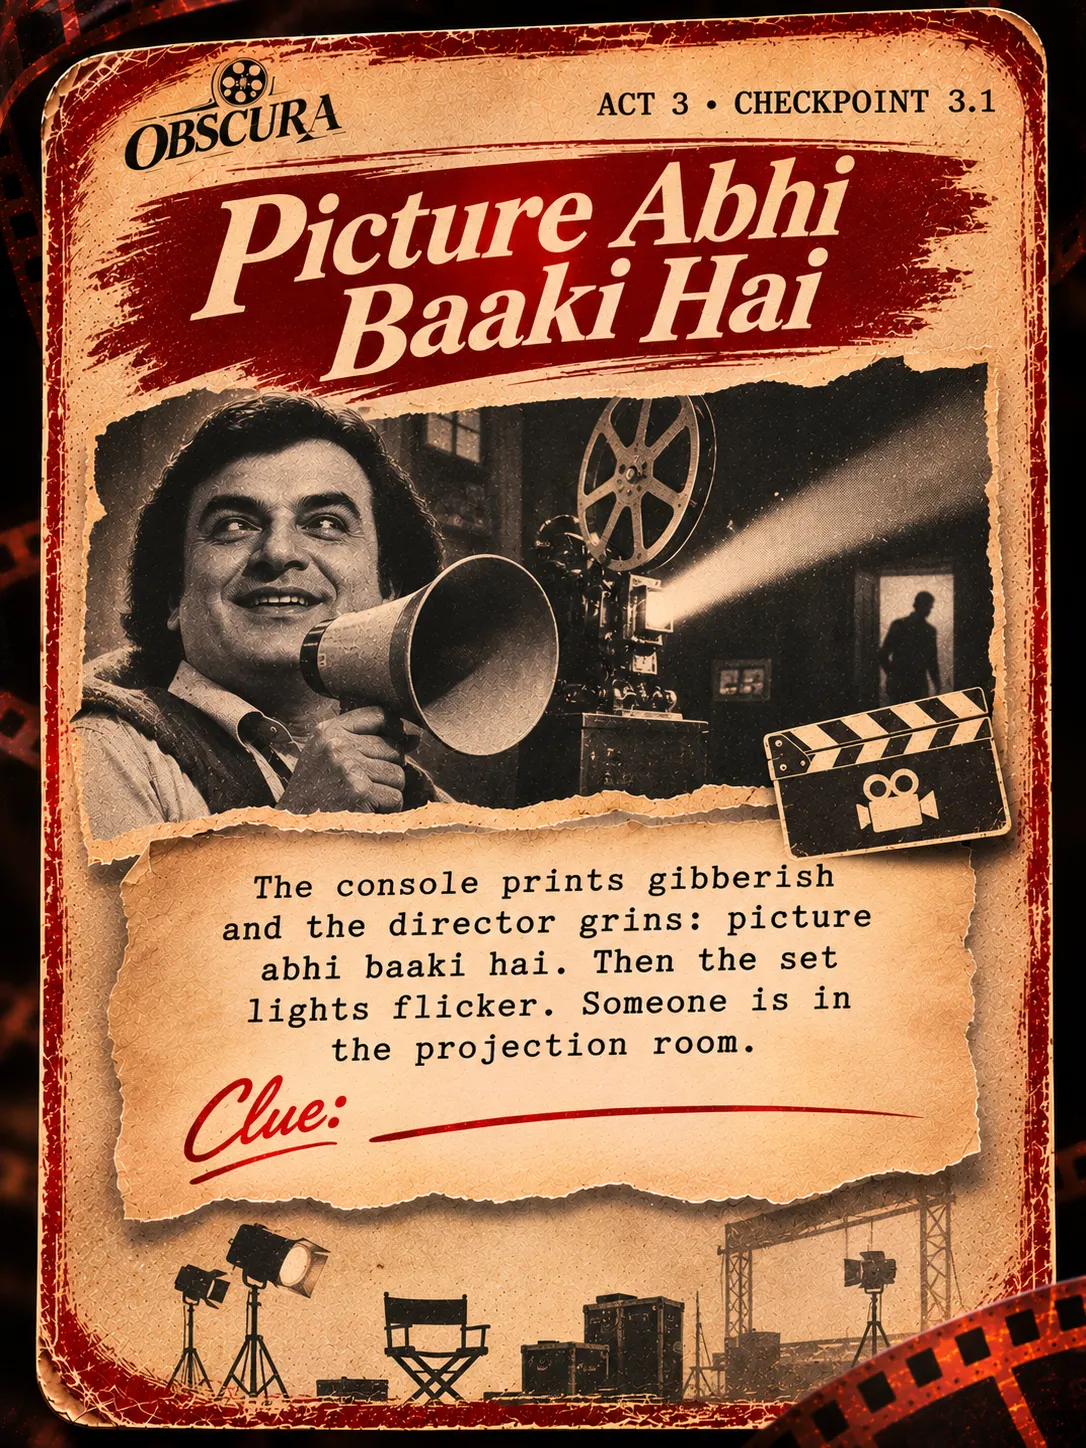 OBSCURA
ACT 3 • CHECKPOINT 3.1
Picture Abhi
Baaki Hai
The console prints gibberish
and the director grins: picture
abhi baaki hai. Then the set
lights flicker. Someone is in
the projection room.
Clue: